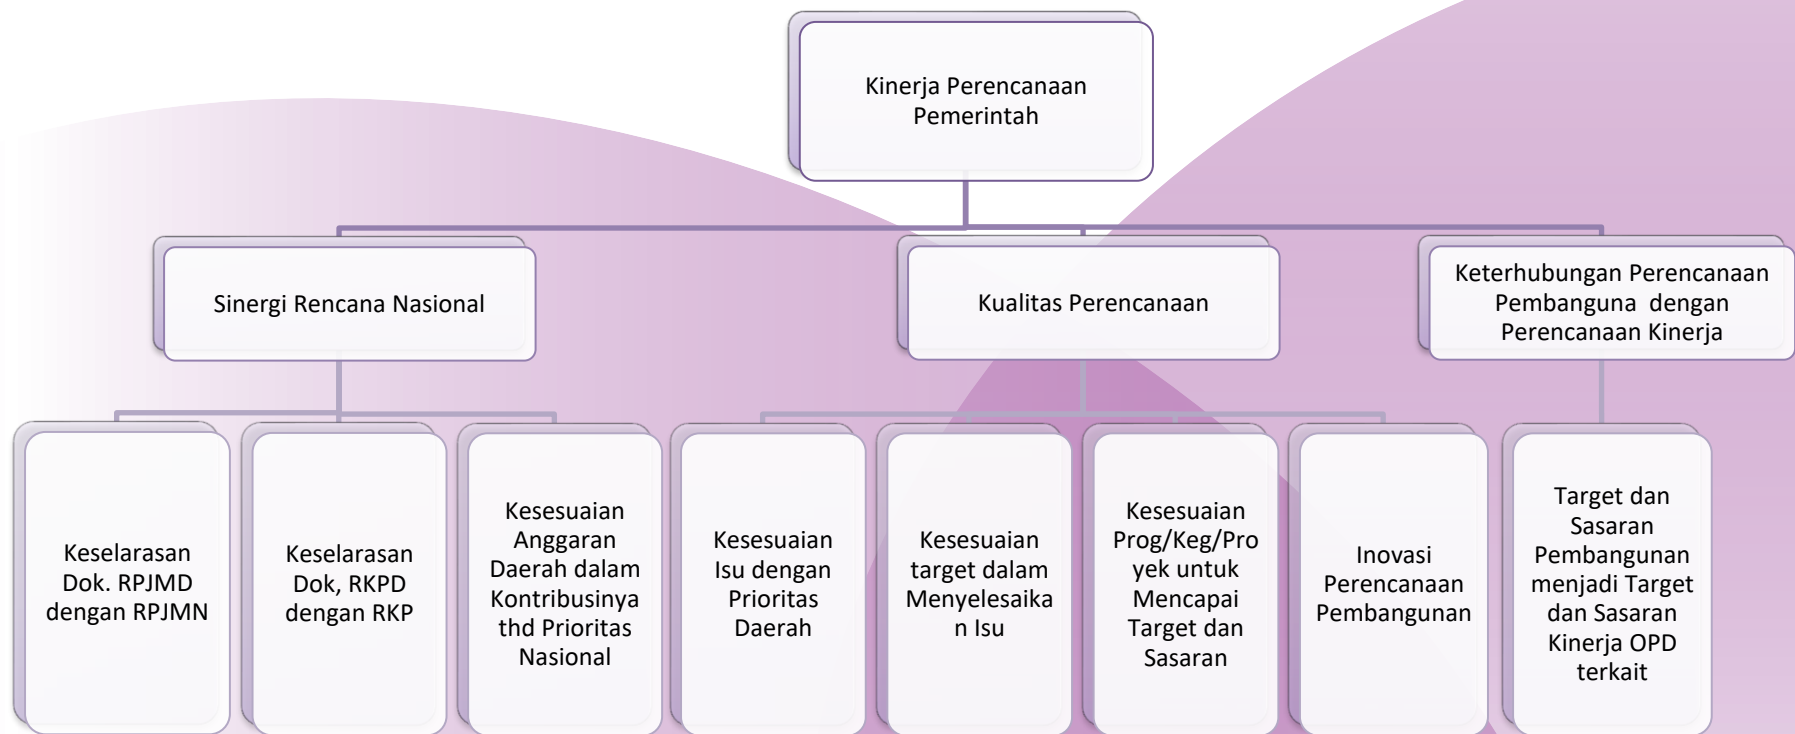 Kinerja Perencanaan
Pemerintah
Sinergi Rencana Nasional
Kualitas Perencanaan
Keterhubungan Perencanaan
Pembanguna dengan
Perencanaan Kinerja
Keselarasan
Dok. RPJMD
dengan RPJMN
Keselarasan
Dok, RKPD
dengan RKP
Kesesuaian
Anggaran
Daerah dalam
Kontribusinya
thd Prioritas
Nasional
Kesesuaian
Isu dengan
Prioritas
Daerah
Kesesuaian
target dalam
Menyelesaika
n Isu
Kesesuaian
Prog/Keg/Pro
yek untuk
Mencapai
Target dan
Sasaran
Inovasi
Perencanaan
Pembangunan
Target dan
Sasaran
Pembangunan
menjadi Target
dan Sasaran
Kinerja OPD
terkait